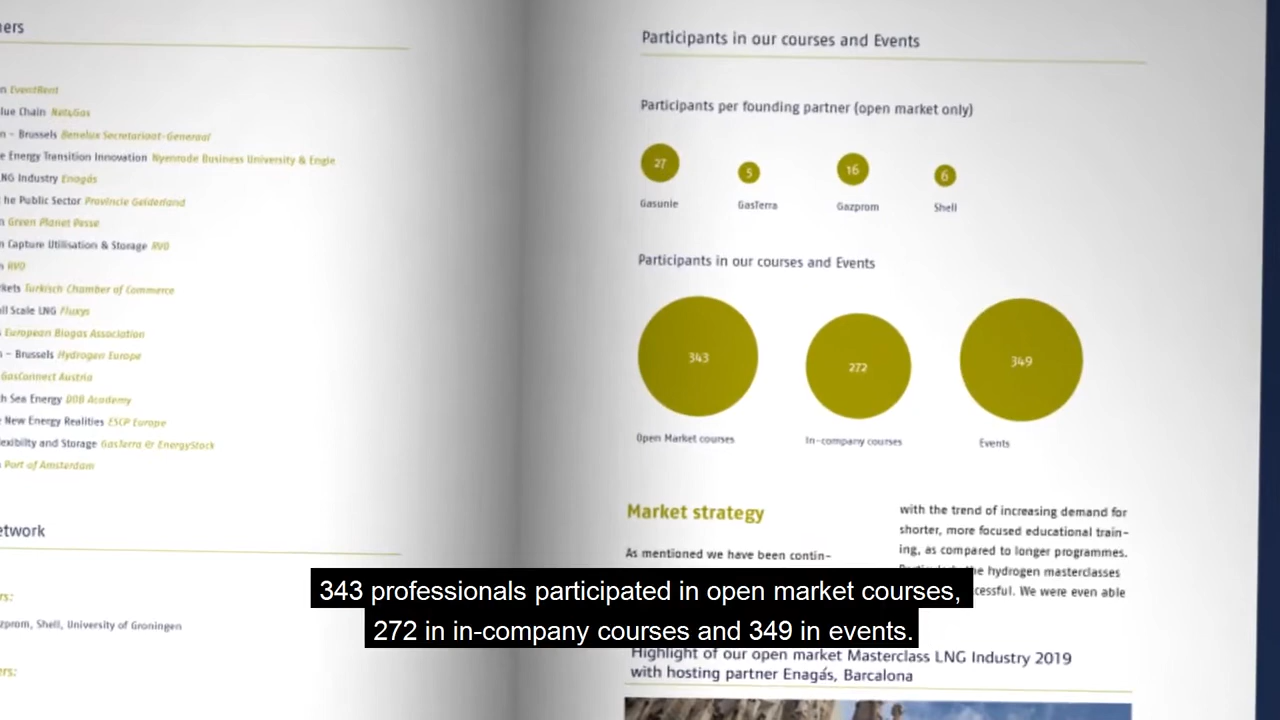 ners
n EventRent
lue Chain Net4Gas
n – Brussels Benelux Secretariaat-Generaal
e Energy Transition Innovation Nyenrode Business University & Engie
NG Industry Enagás
he Public Sector Provincie Gelderland
n Green Planet Pesse
n Capture Utilisation & Storage RVO
n RVO
kets Turkisch Chamber of Commerce
ll Scale LNG Fluxys
s European Biogas Association
s – Brussels Hydrogen Europe
GasConnect Austria
h Sea Energy DDB Academy
e New Energy Realities ESCP Europe
lexibilty and Storage GasTerra & EnergyStock
Port of Amsterdam
etwork
rs:
zprom, Shell, University of Groningen
ers:
Participants in our courses and Events
Participants per founding partner (open market only)
27 5 16 6
Gasunie GasTerra Gazprom Shell
Participants in our courses and Events
343 272 349
Open Market courses In-company courses Events
Market strategy
As mentioned we have been contin-
with the trend of increasing demand for
shorter, more focused educational train-
ing, as compared to longer programmes.
he hydrogen masterclasses
cessful. We were even able
343 professionals participated in open market courses,
272 in in-company courses and 349 in events.
Highlight of our open market Masterclass LNG Industry 2019
with hosting partner Enagás, Barcalona